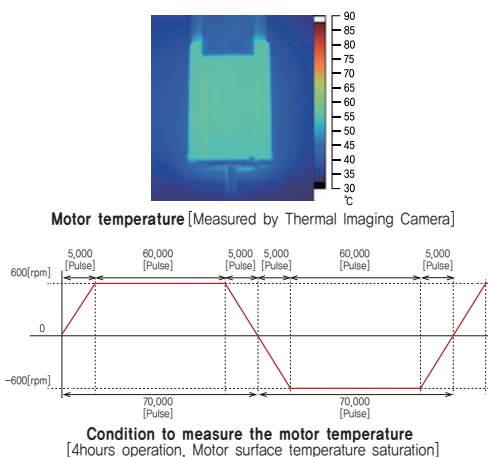 90
85
80
75
70
65
60
55
50
45
40
35
30
℃
Motor temperature [Measured by Thermal Imaging Camera]
5,000 60,000 5,000 5,000 60,000 5,000
[Pulse] [Pulse] [Pulse] [Pulse] [Pulse] [Pulse]
600[rpm]
0
-600[rpm]
70,000 70,000
[Pulse] [Pulse]
Condition to measure the motor temperature
[4hours operation, Motor surface temperature saturation]